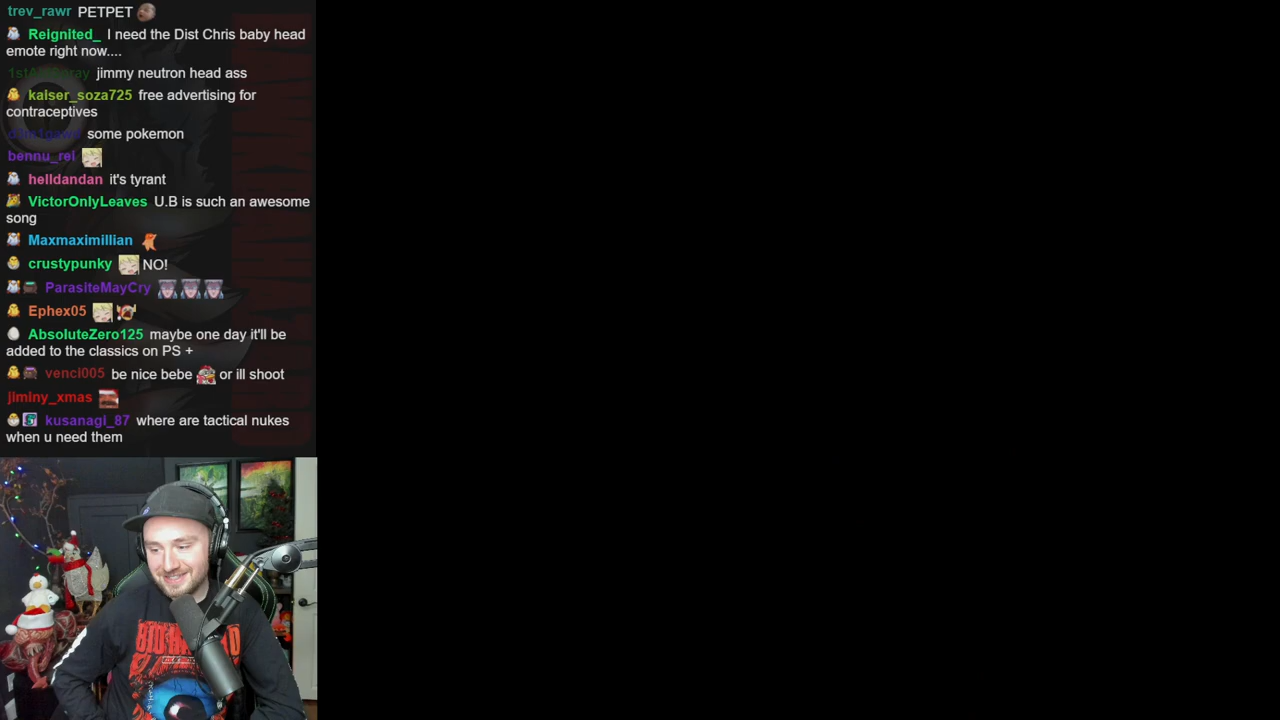 trev_rawr PETPET
Reignited_ I need the Dist Chris baby head
emote right now....
jimmy neutron head ass
kaiser_soza725 free advertising for
contraceptives
some pokemon
bennu_rei
helldandan it's tyrant
VictorOnlyLeaves U.B is such an awesome
song
Maxmaximillian
crustypunky NO!
ParasiteMayCry
Ephex05
AbsoluteZero125 maybe one day it'll be
added to the classics on PS +
venci005 be nice bebe or ill shoot
jiminy_xmas
kusanagi_87 where are tactical nukes
when u need them